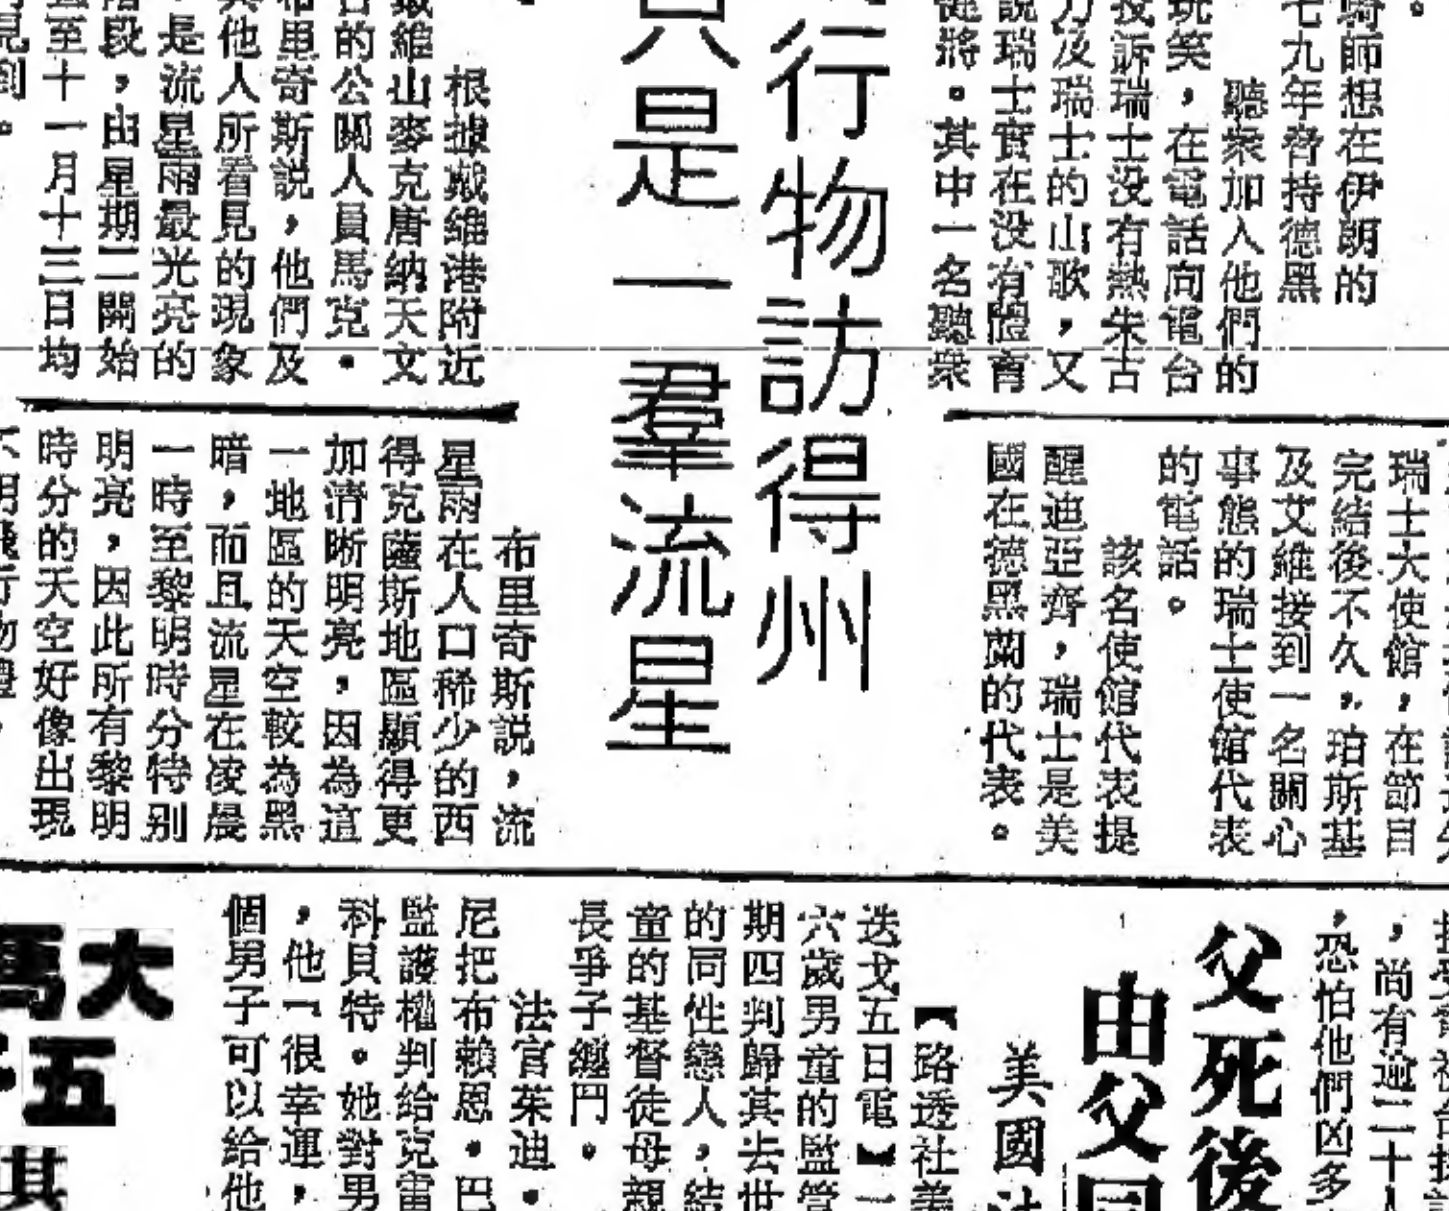 騎師想在伊朗的
七九年脅持德黑
聽衆加入他們的
玩笑，在電話向電台
投訴瑞士没有熱朱古
力及瑞士的山歌，又
説瑞士實在没有體育
健將。其中一名聽衆
瑞士大使館，在節目
完結後不久，珀斯基
及艾維接到一名關心
事態的瑞士使館代表
的電話。
該名使館代表提
醒迪亞齊，瑞士是美
國在德黑蘭的代表。
行物訪得州
只是一羣流星
根據戴維港附近
戴維山麥克唐納天文
台的公關人員馬克．
布里奇斯説，他們及
其他人所看見的現象
是流星雨最光亮的
階段，由星期二開始
至十一月十三日均
見到。
布里奇斯説，流
星雨在人口稀少的西
得克薩斯地區顯得更
加清晰明亮，因為這
一地區的天空較為黑
暗，而且流星在凌晨
一時至黎明時分特别
明亮，因此所有黎明
時分的天空好像出現
不明飛行物體，
，尚有逾二十人
，恐怕他們凶多
父死後
由父同
美國法
【路透社美
迭戈五日電】一
六歲男童的監管
期四判歸其去世
的同性戀人，結
童的基督徒母親
長爭子纏鬥。
法官茱迪．
尼把布賴恩．巴
監護權判給克雷
科貝特。她對男
，他「很幸運，
個男子可以給他
大
馬
五
其